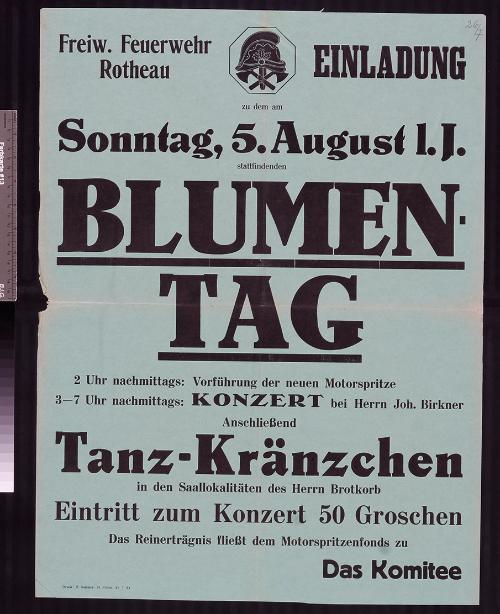 26/7
Freiw. Feuerwehr
Rotheau
EINLADUNG
zu dem am
Sonntag, 5. August l. J.
stattfindenden
BLUMEN-
TAG
2 Uhr nachmittags: Vorführung der neuen Motorspritze
3—7 Uhr nachmittags: KONZERT bei Herrn Joh. Birkner
Anschließend
Tanz-Kränzchen
in den Saallokalitäten des Herrn Brotkorb
Eintritt zum Konzert 50 Groschen
Das Reinerträgnis fließt dem Motorspritzenfonds zu
Das Komitee